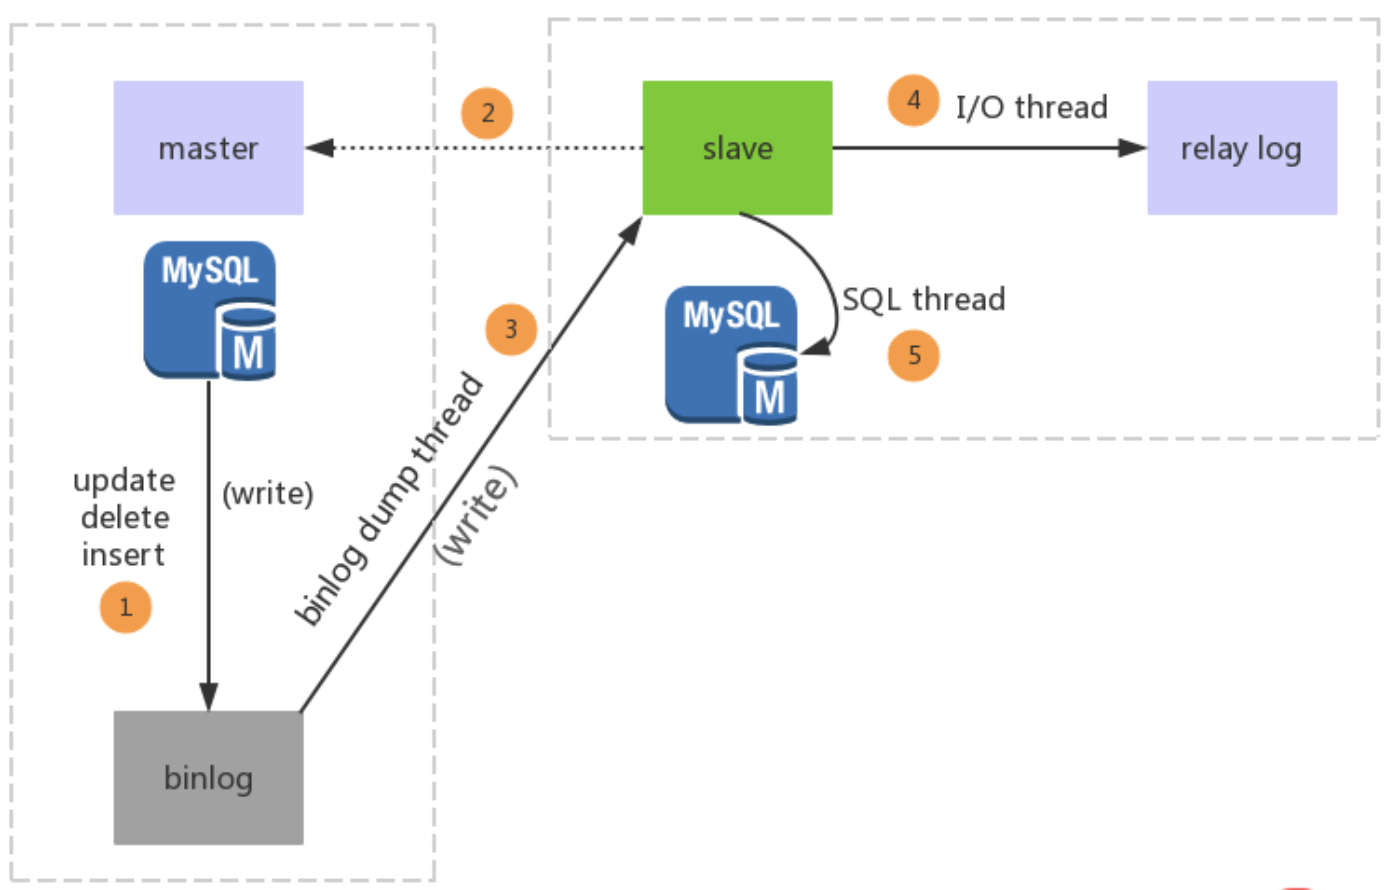 master
2
slave
4
I/O thread
relay log
MySQL
M
MySQL
M
SQL thread
5
3
binlog dump thread
(write)
update
delete
insert
(write)
1
binlog